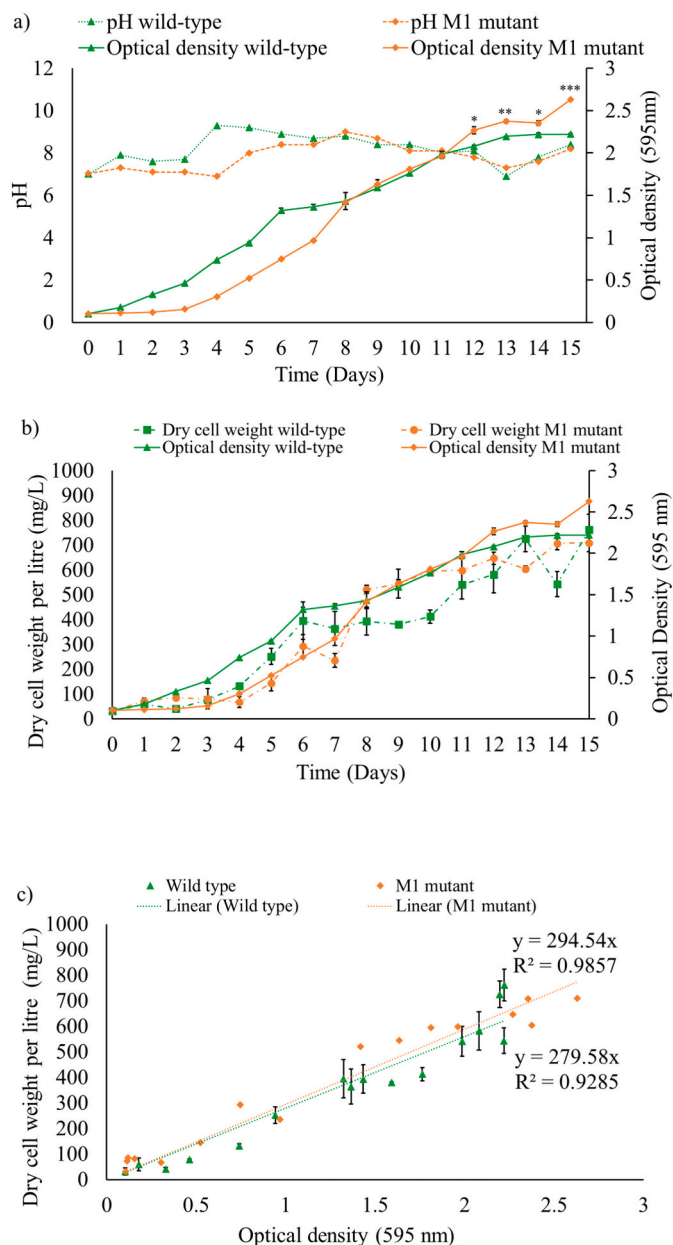 a)
pH wild-type
pH M1 mutant
Optical density wild-type
Optical density M1 mutant
12
10
8
6
4
2
0
pH
3
2.5
2
1.5
1
0.5
0
Optical density (595nm)
* ** * ***
0 1 2 3 4 5 6 7 8 9 10 11 12 13 14 15
Time (Days)
b)
Dry cell weight wild-type
Dry cell weight M1 mutant
Optical density wild-type
Optical density M1 mutant
1000
900
800
700
600
500
400
300
200
100
0
Dry cell weight per litre (mg/L)
3
2.5
2
1.5
1
0.5
0
Optical Density (595 nm)
0 1 2 3 4 5 6 7 8 9 10 11 12 13 14 15
Time (Days)
c)
Wild type
M1 mutant
Linear (Wild type)
Linear (M1 mutant)
1000
900
800
700
600
500
400
300
200
100
0
Dry cell weight per litre (mg/L)
y = 294.54x
R² = 0.9857
y = 279.58x
R² = 0.9285
0 0.5 1 1.5 2 2.5 3
Optical density (595 nm)